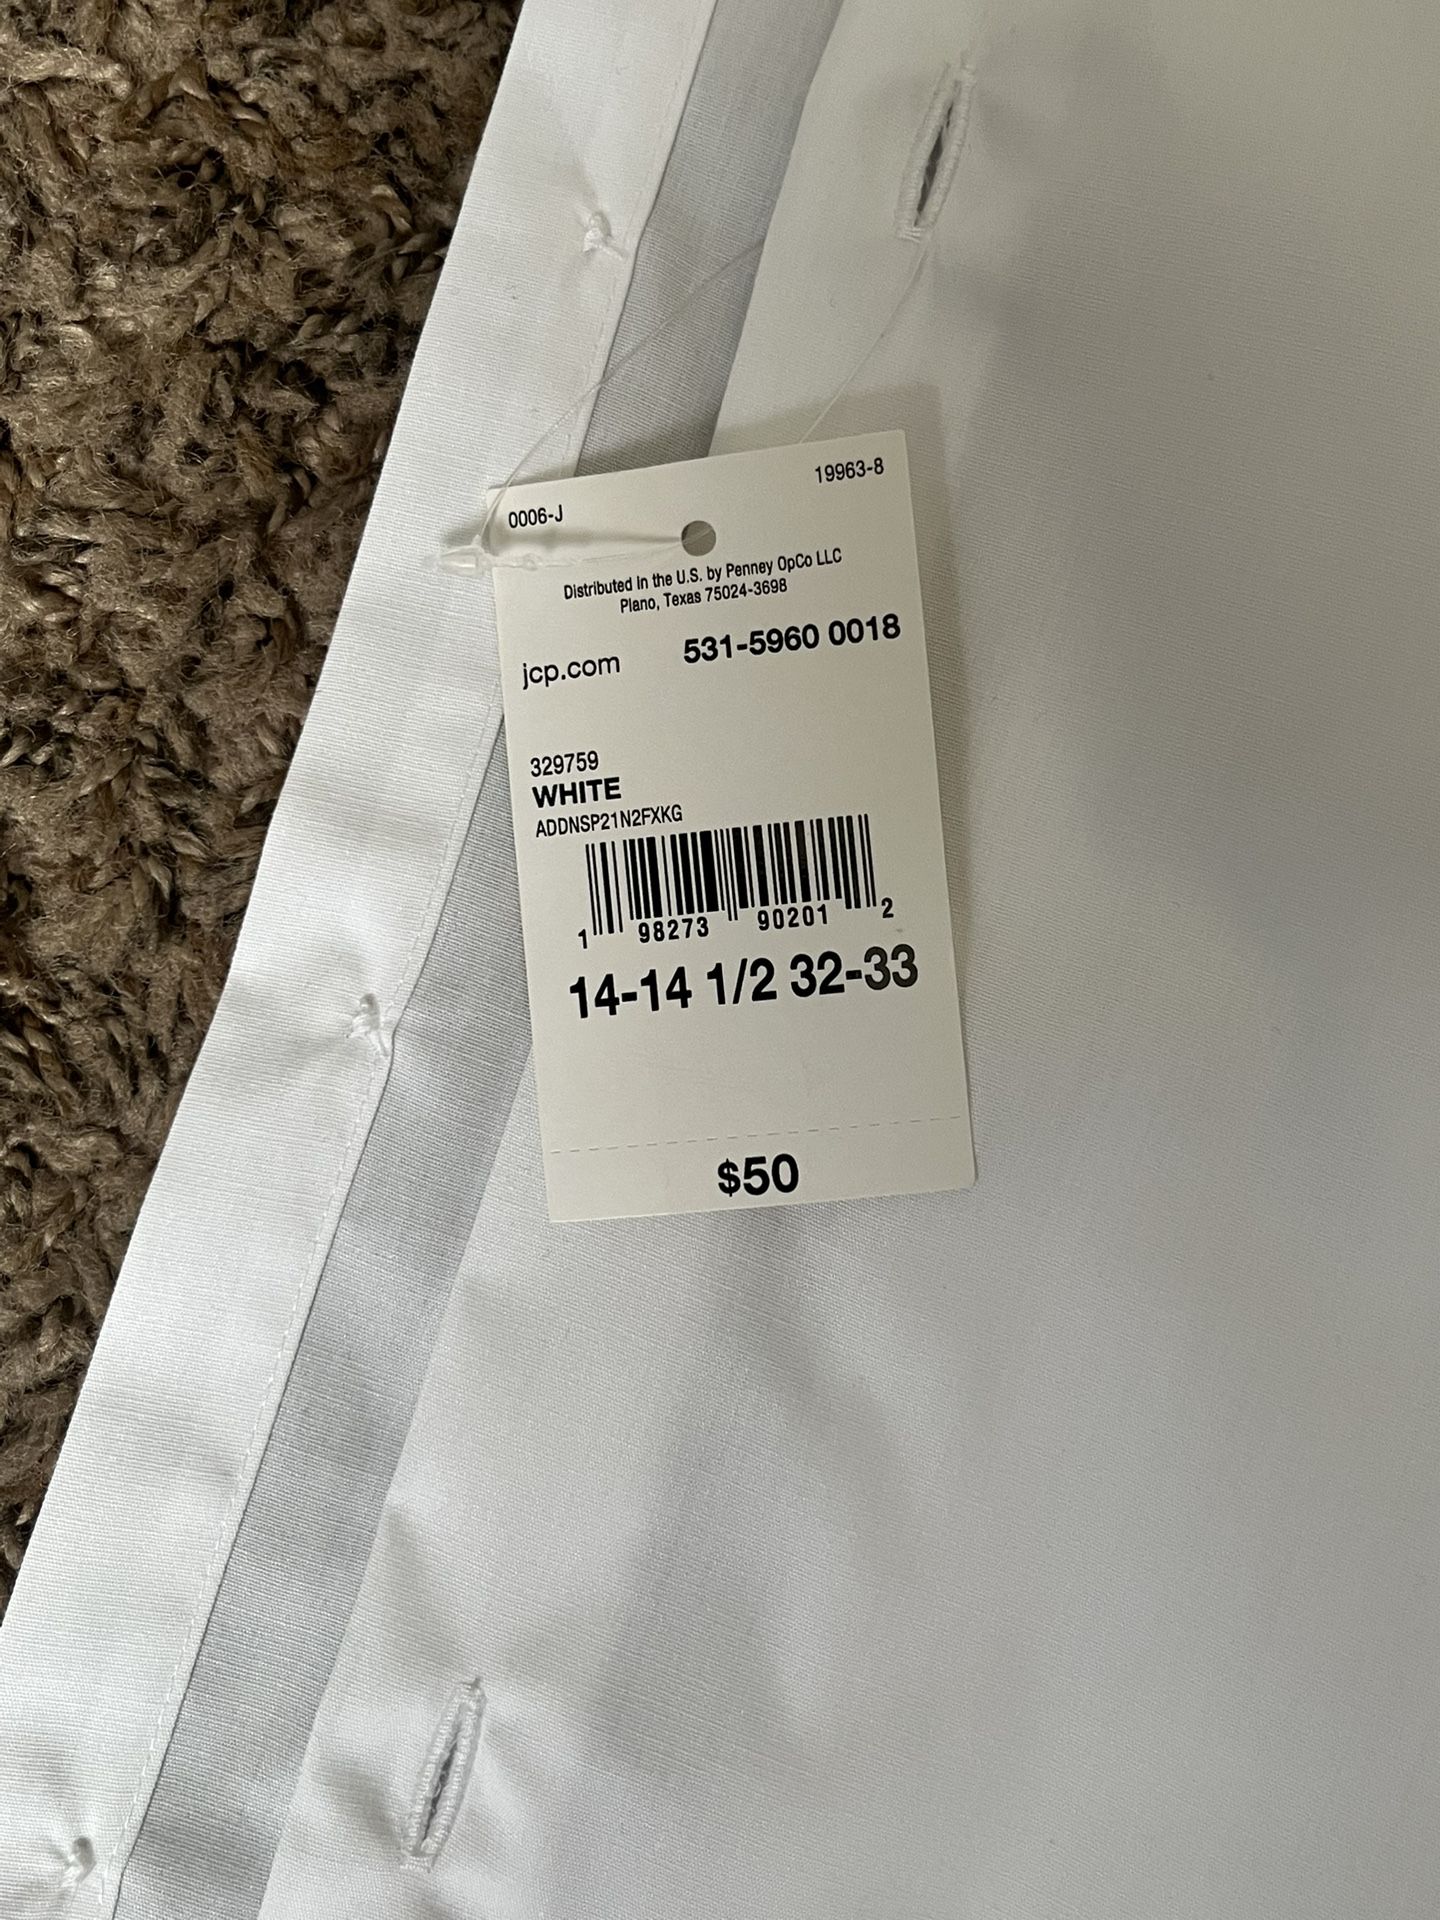 19963-8
0006-J
Distributed in the U.S. by Penney OpCo LLC
Plano, Texas 75024-3698
jcp.com 531-5960 0018
329759
WHITE
ADDNSP21N2FXKG
1 98273 90201 2
14-14 1/2 32-33
$50